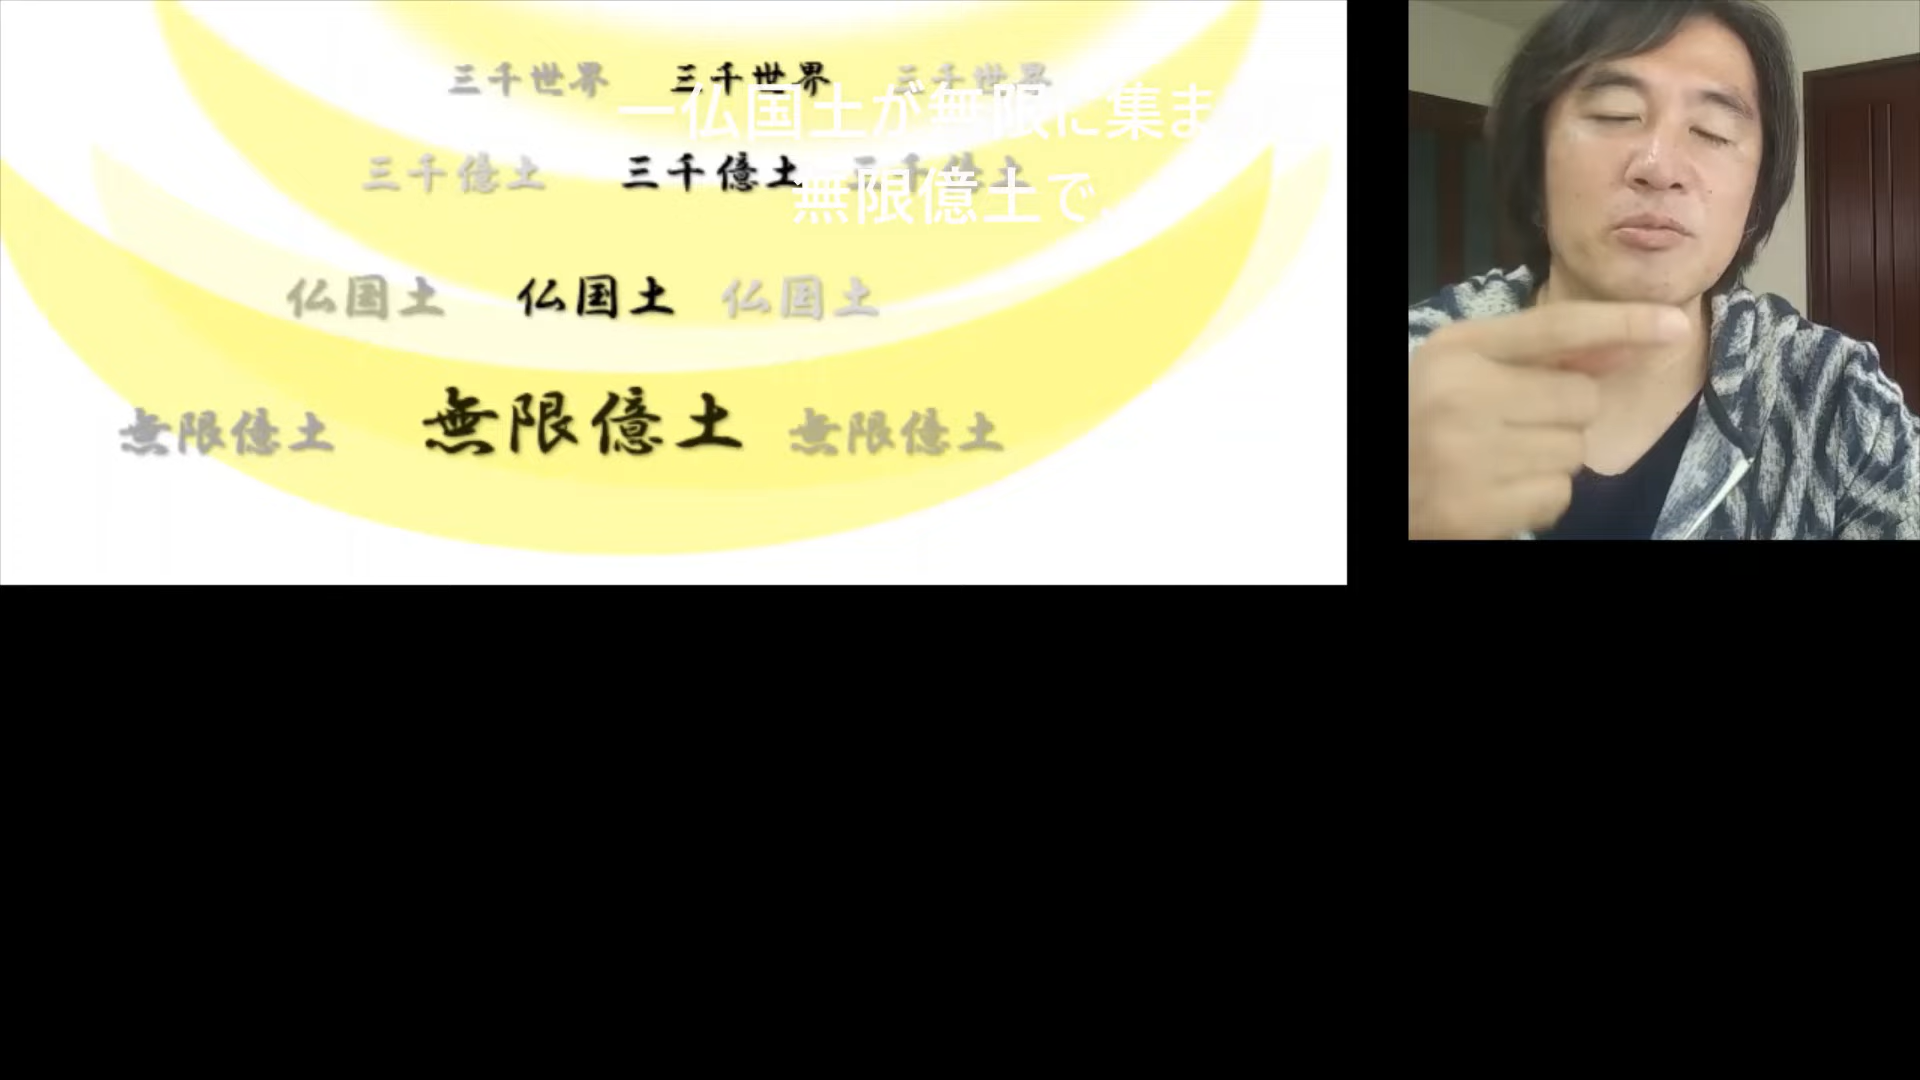 三千世界 三千世界 三千世界
一仏国土が無限に集ま
三千億土 三千億土 三千億土
無限億土で
仏国土 仏国土 仏国土
無限億土 無限億土 無限億土